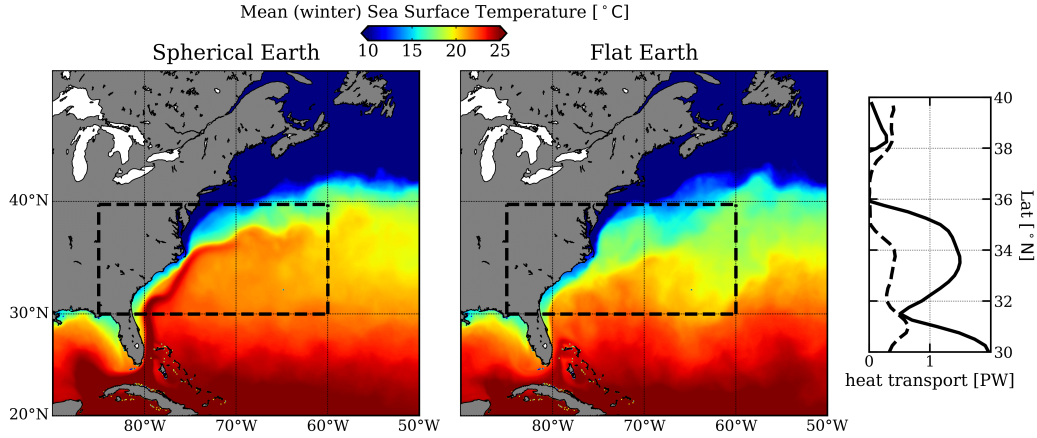 Mean (winter) Sea Surface Temperature [°C]
10 15 20 25
Spherical Earth
Flat Earth
40°N
30°N
20°N
80°W 70°W 60°W 50°W
80°W 70°W 60°W 50°W
40
38
36
34
32
30
Lat [°N]
0 1
heat transport [PW]